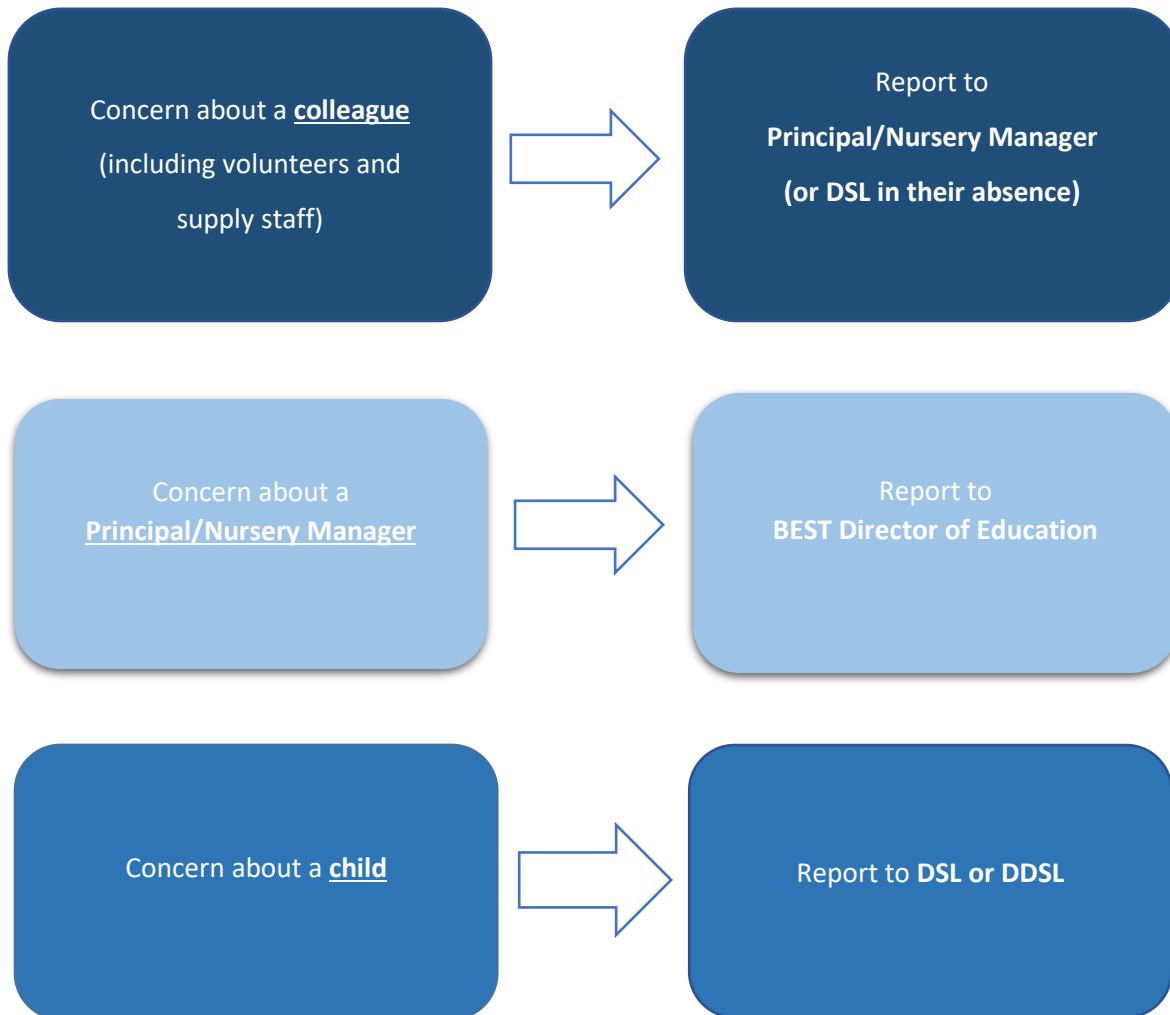 Concern about a colleague
(including volunteers and
supply staff)
Report to
Principal/Nursery Manager
(or DSL in their absence)
Concern about a
Principal/Nursery Manager
Report to
BEST Director of Education
Concern about a child
Report to DSL or DDSL